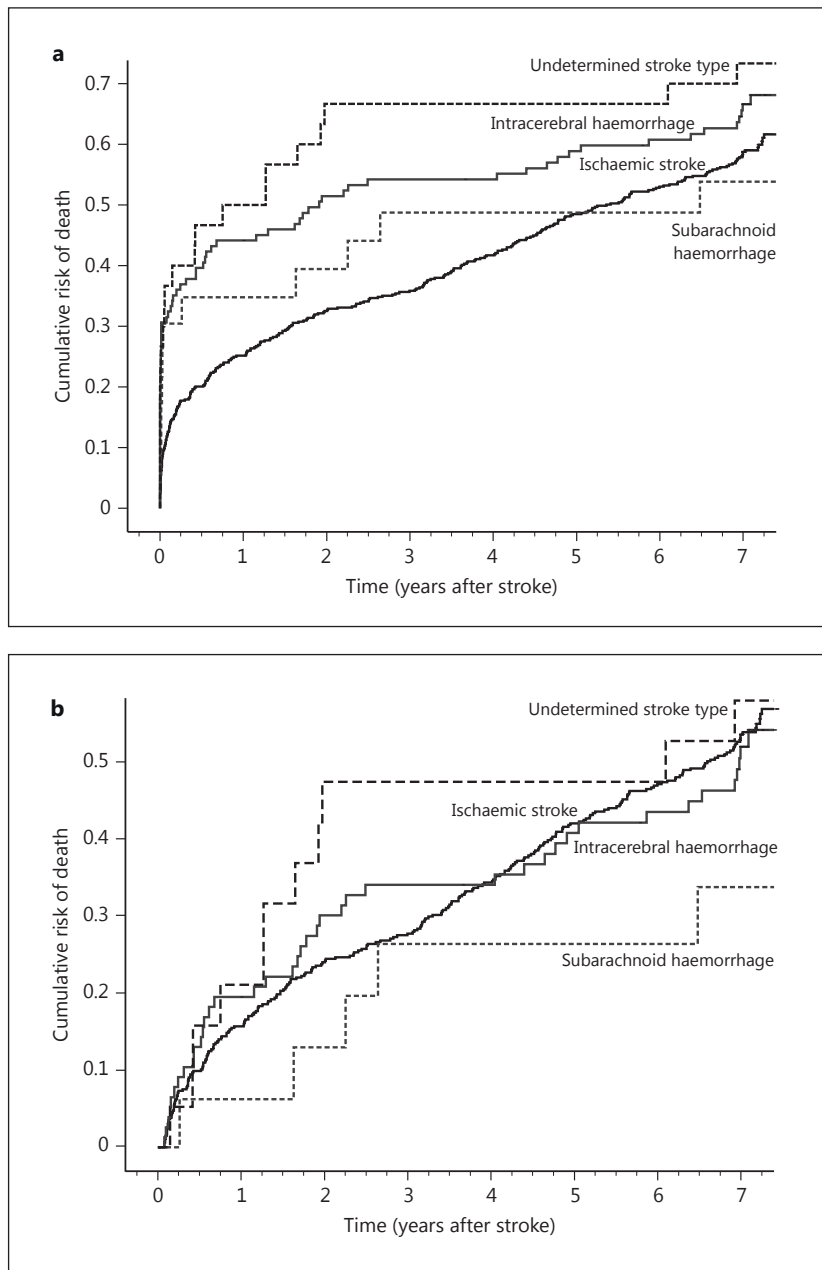 a
Undetermined stroke type
0.7
Intracerebral haemorrhage
0.6
Ischaemic stroke
0.5
Subarachnoid
haemorrhage
0.4
0.3
0.2
0.1
0
Cumulative risk of death
0 1 2 3 4 5 6 7
Time (years after stroke)
b
Undetermined stroke type
0.5
Ischaemic stroke
0.4
Intracerebral haemorrhage
0.3
Subarachnoid haemorrhage
0.2
0.1
0
Cumulative risk of death
0 1 2 3 4 5 6 7
Time (years after stroke)